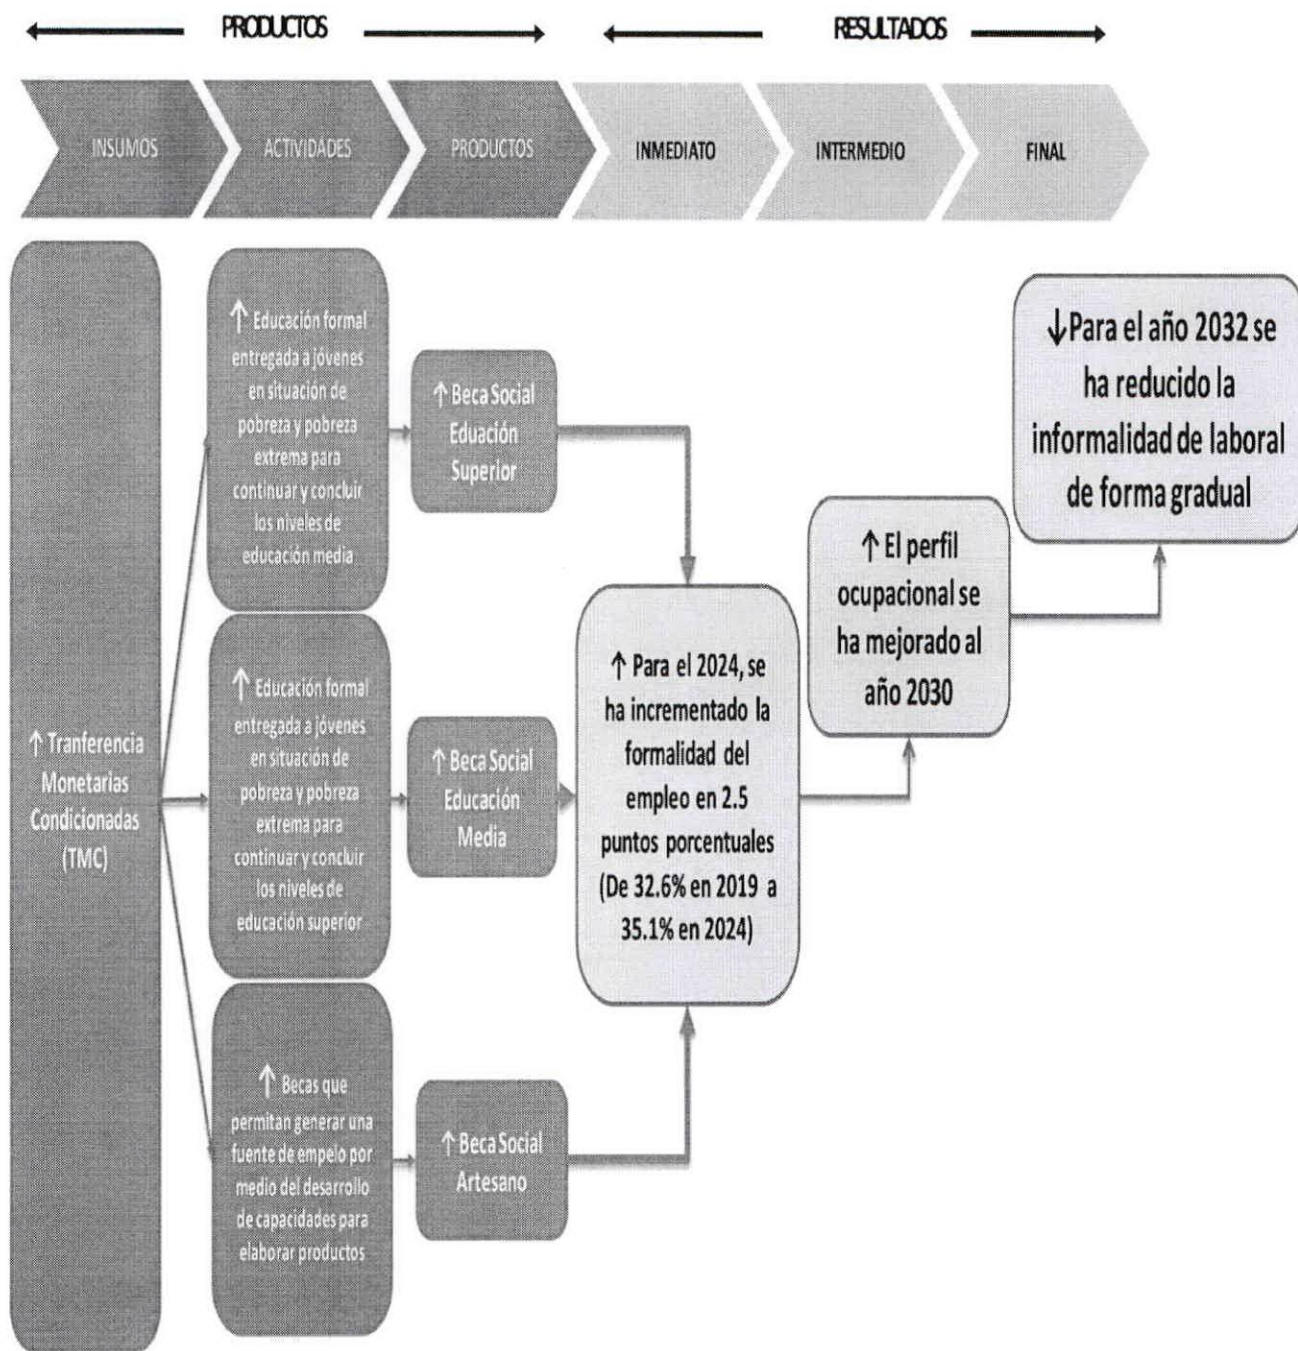 PRODUCTOS
RESULTADOS
INSUMOS
ACTIVIDADES
PRODUCTOS
INMEDIATO
INTERMEDIO
FINAL
↑ Tranferencia
Monetarias
Condicionadas
(TMC)
↑ Educación formal
entregada a jóvenes
en situación de
pobreza y pobreza
extrema para
continuar y concluir
los niveles de
educación media
↑ Educación formal
entregada a jóvenes
en situación de
pobreza y pobreza
extrema para
continuar y concluir
los niveles de
educación superior
↑ Becas que
permitan generar una
fuente de empelo por
medio del desarrollo
de capacidades para
elaborar productos
↑ Beca Social
Eduación
Superior
↑ Beca Social
Educación
Media
↑ Beca Social
Artesano
↑ Para el 2024, se
ha incrementado la
formalidad del
empleo en 2.5
puntos porcentuales
(De 32.6% en 2019 a
35.1% en 2024)
↑ El perfil
ocupacional se
ha mejorado al
año 2030
↓Para el año 2032 se
ha reducido la
informalidad de laboral
de forma gradual